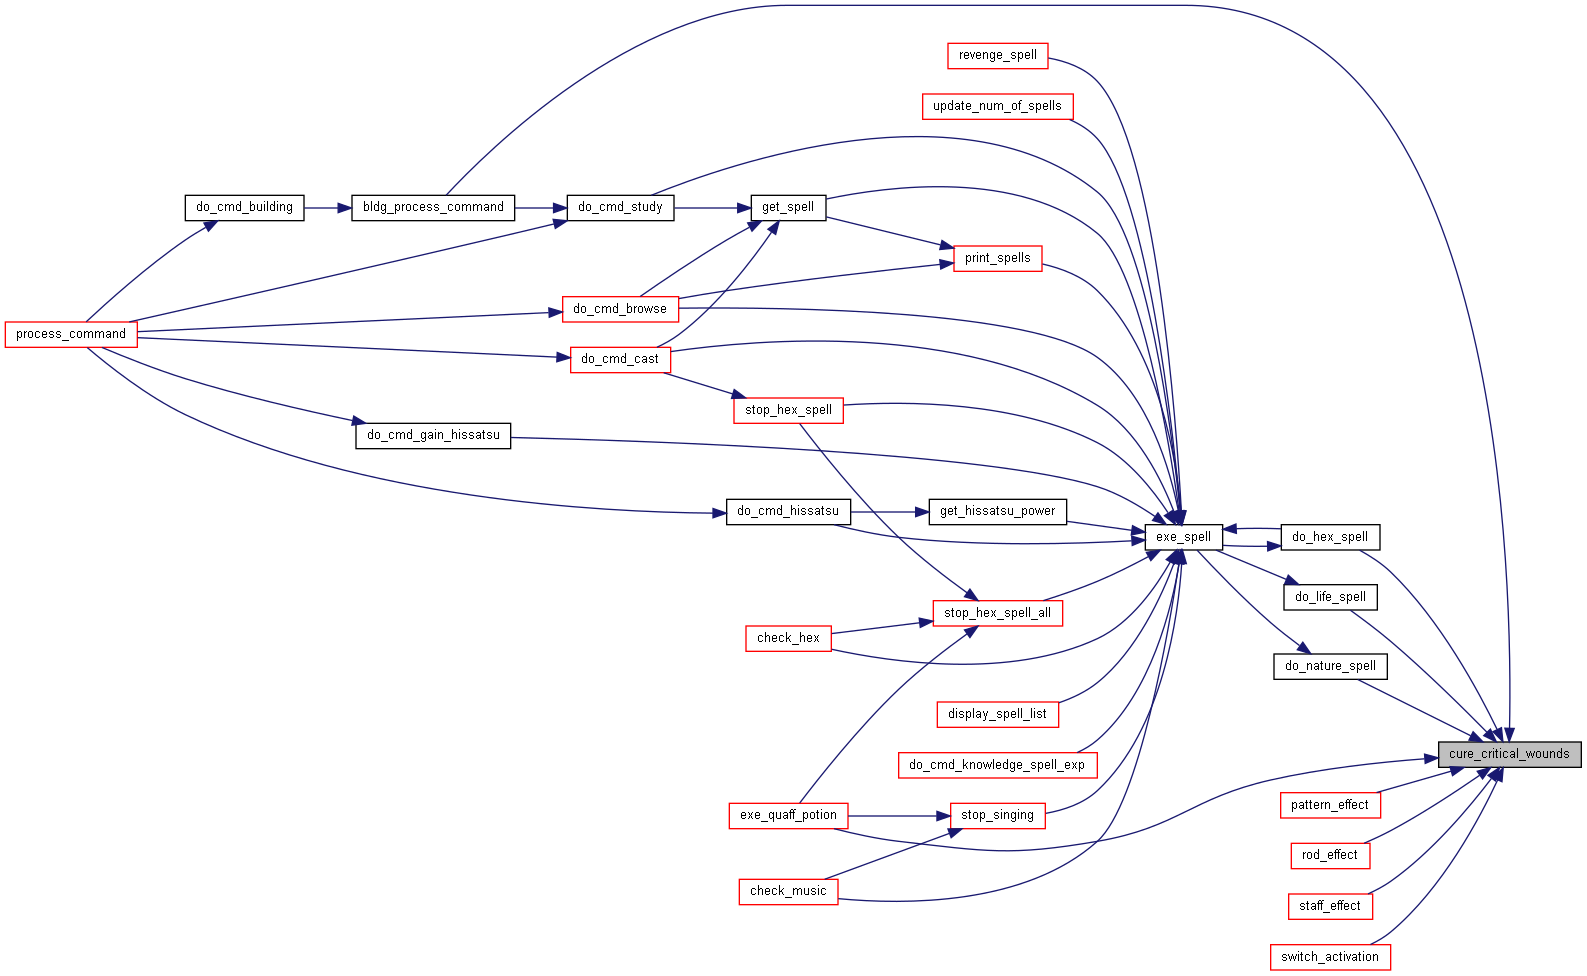 revenge_spell
update_num_of_spells
do_cmd_building
bldg_process_command
do_cmd_study
get_spell
print_spells
do_cmd_browse
process_command
do_cmd_cast
stop_hex_spell
do_cmd_gain_hissatsu
do_cmd_hissatsu
get_hissatsu_power
exe_spell
do_hex_spell
do_life_spell
stop_hex_spell_all
check_hex
do_nature_spell
display_spell_list
cure_critical_wounds
do_cmd_knowledge_spell_exp
pattern_effect
exe_quaff_potion
stop_singing
rod_effect
check_music
staff_effect
switch_activation